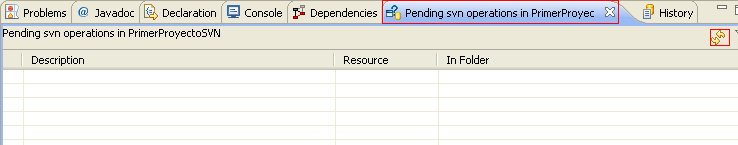 Problems @ Javadoc Declaration Console Dependencies Pending svn operations in PrimerProyec History
Pending svn operations in PrimerProyectoSVN
Description Resource In Folder